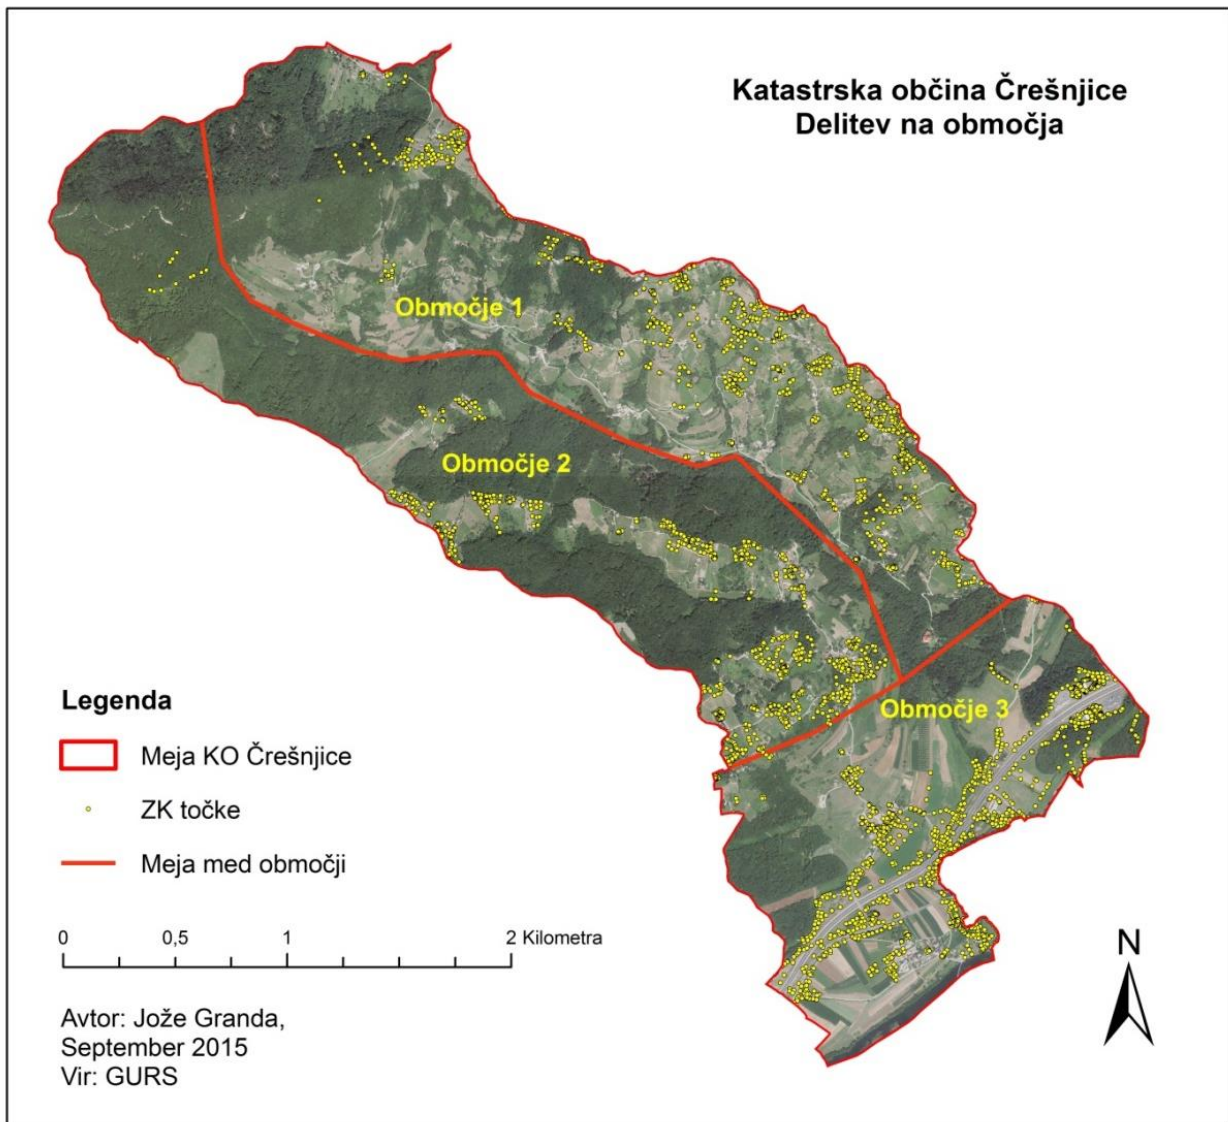 Katastrska občina Črešnjice
Delitev na območja
Območje 1
Območje 2
Območje 3
Legenda
Meja KO Črešnjice
ZK točke
Meja med območji
0 0,5 1 2 Kilometra
Avtor: Jože Granda,
September 2015
Vir: GURS
N